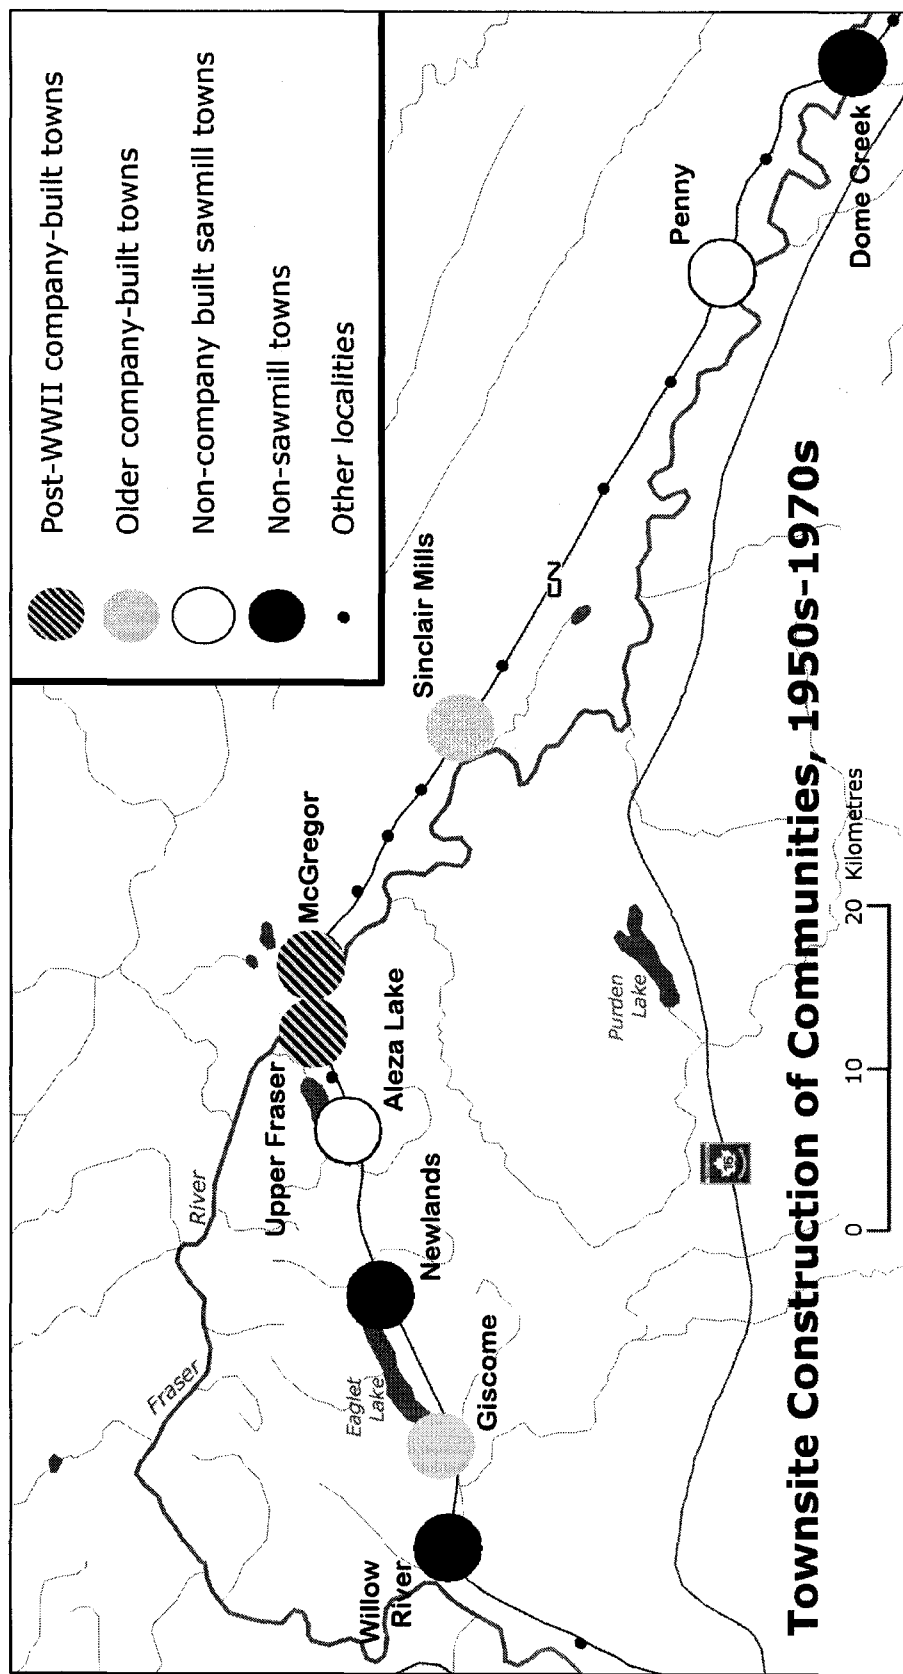 Post-WWII company-built towns
Older company-built towns
Non-company built sawmill towns
Non-sawmill towns
Other localities
Willow
River
Fraser
River
Eaglet
Lake
Giscome
Newlands
Upper Fraser
Aleza Lake
McGregor
Sinclair Mills
CN
Penny
Dome Creek
Purden
Lake
16
Townsite Construction of Communities, 1950s-1970s
0
10
20
Kilometres